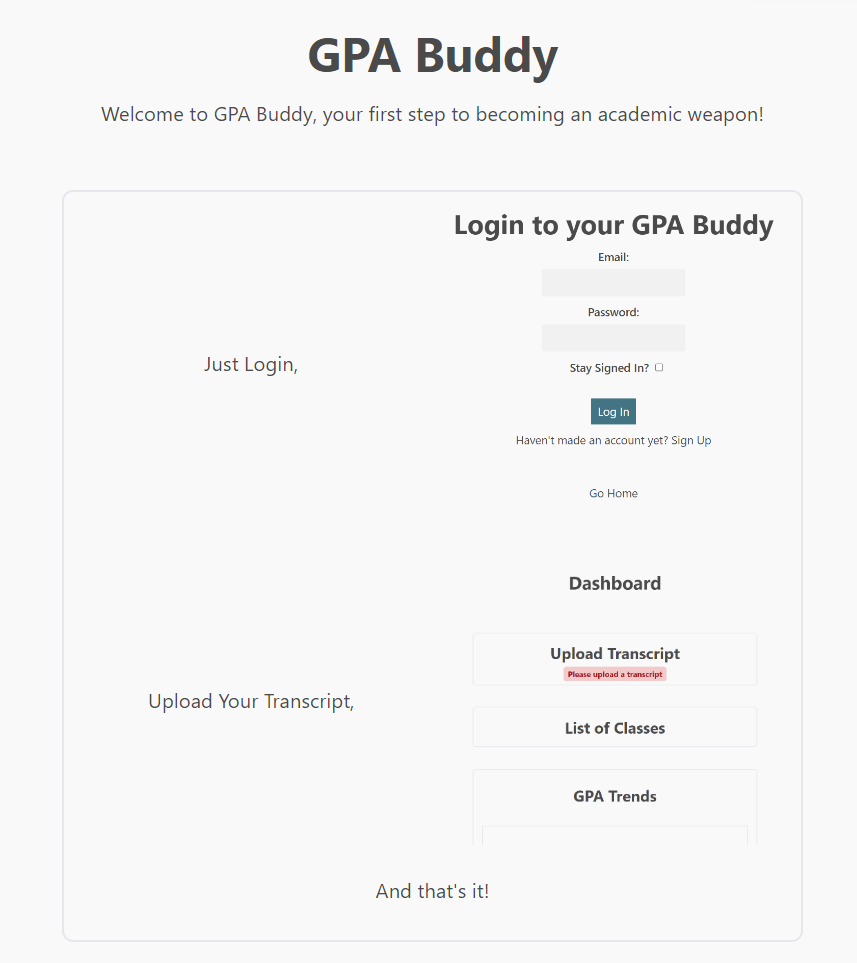 GPA Buddy
Welcome to GPA Buddy, your first step to becoming an academic weapon!
Just Login,
Login to your GPA Buddy
Email:
Password:
Stay Signed In?
Log In
Haven't made an account yet? Sign Up
Go Home
Upload Your Transcript,
Dashboard
Upload Transcript
Please upload a transcript
List of Classes
GPA Trends
And that's it!